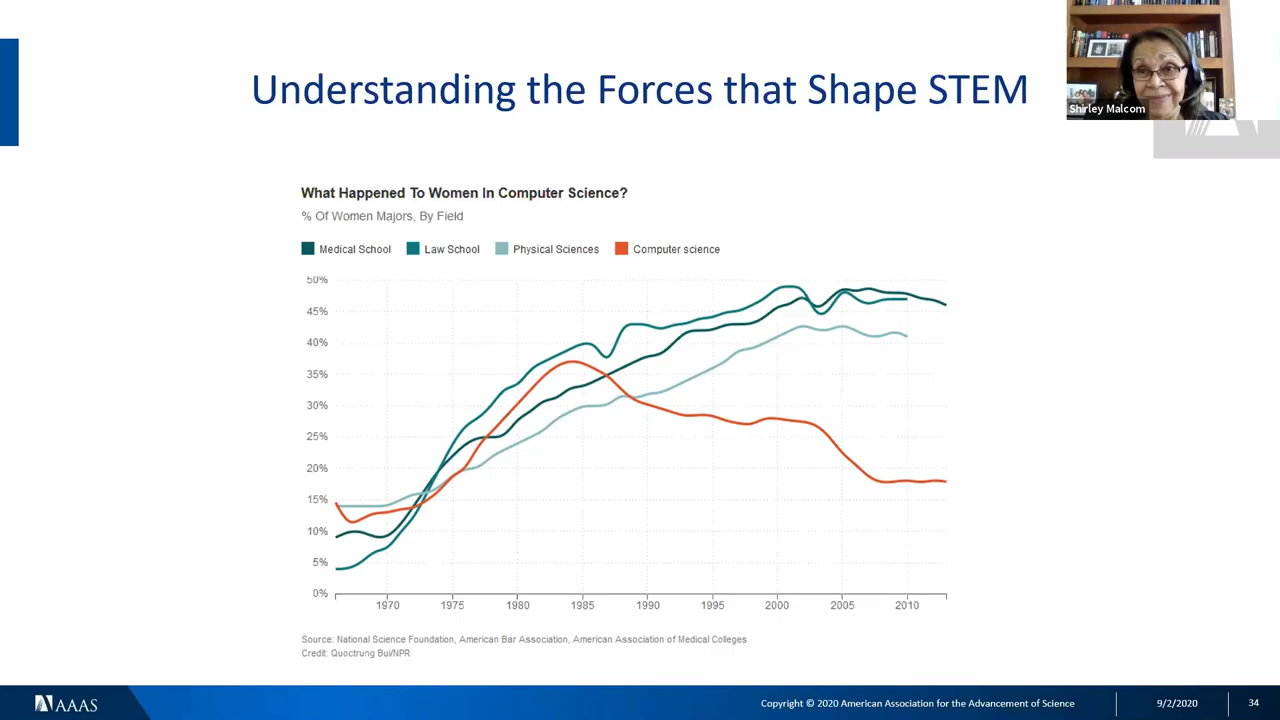 Understanding the Forces that Shape STEM
Shirley Malcom
What Happened To Women In Computer Science?
% Of Women Majors, By Field
Medical School Law School Physical Sciences Computer science
50%
45%
40%
35%
30%
25%
20%
15%
10%
5%
0%
1970 1975 1980 1985 1990 1995 2000 2005 2010
Source: National Science Foundation, American Bar Association, American Association of Medical Colleges
Credit: Quoctrung Bui/NPR
AAAS Copyright © 2020 American Association for the Advancement of Science 9/2/2020 34